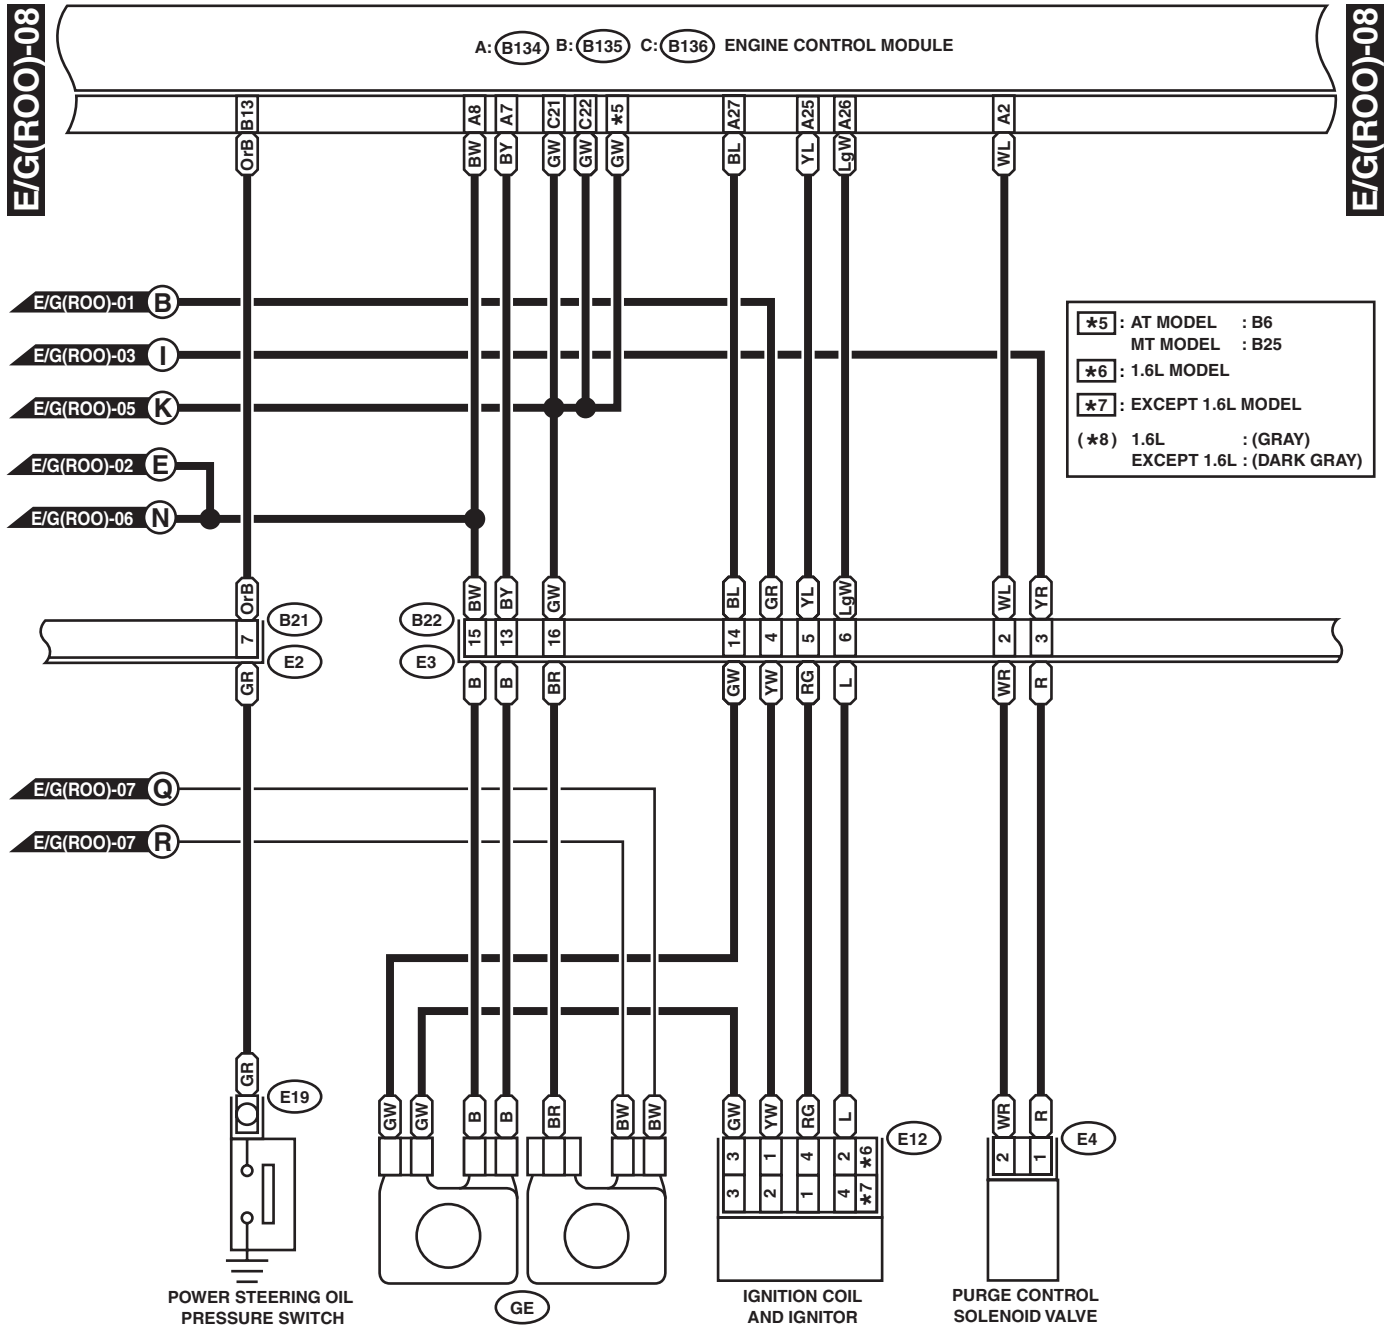 E/G(ROO)-08
E/G(ROO)-08
A: B134 B: B135 C: B136 ENGINE CONTROL MODULE
B13 A8 A7 C21 C22 *5 A27 A25 A26 A2
OrB BW BY GW GW GW BL YL LgW WL
E/G(ROO)-01 B
E/G(ROO)-03 I
E/G(ROO)-05 K
E/G(ROO)-02 E
E/G(ROO)-06 N
*5 : AT MODEL : B6
MT MODEL : B25
*6 : 1.6L MODEL
*7 : EXCEPT 1.6L MODEL
(*8) 1.6L : (GRAY)
EXCEPT 1.6L : (DARK GRAY)
OrB BW BY GW BL GR YL LgW WL YR
B21 B22
7 15 13 16 14 4 5 6 2 3
E2 E3
GR B B BR GW YW RG L WR R
E/G(ROO)-07 Q
E/G(ROO)-07 R
GR
E19
GW GW B B BR BW BW GW YW RG L WR R
3 1 4 2 *6 E12 2 1 E4
3 2 1 4 *7
POWER STEERING OIL
PRESSURE SWITCH
GE
IGNITION COIL
AND IGNITOR
PURGE CONTROL
SOLENOID VALVE